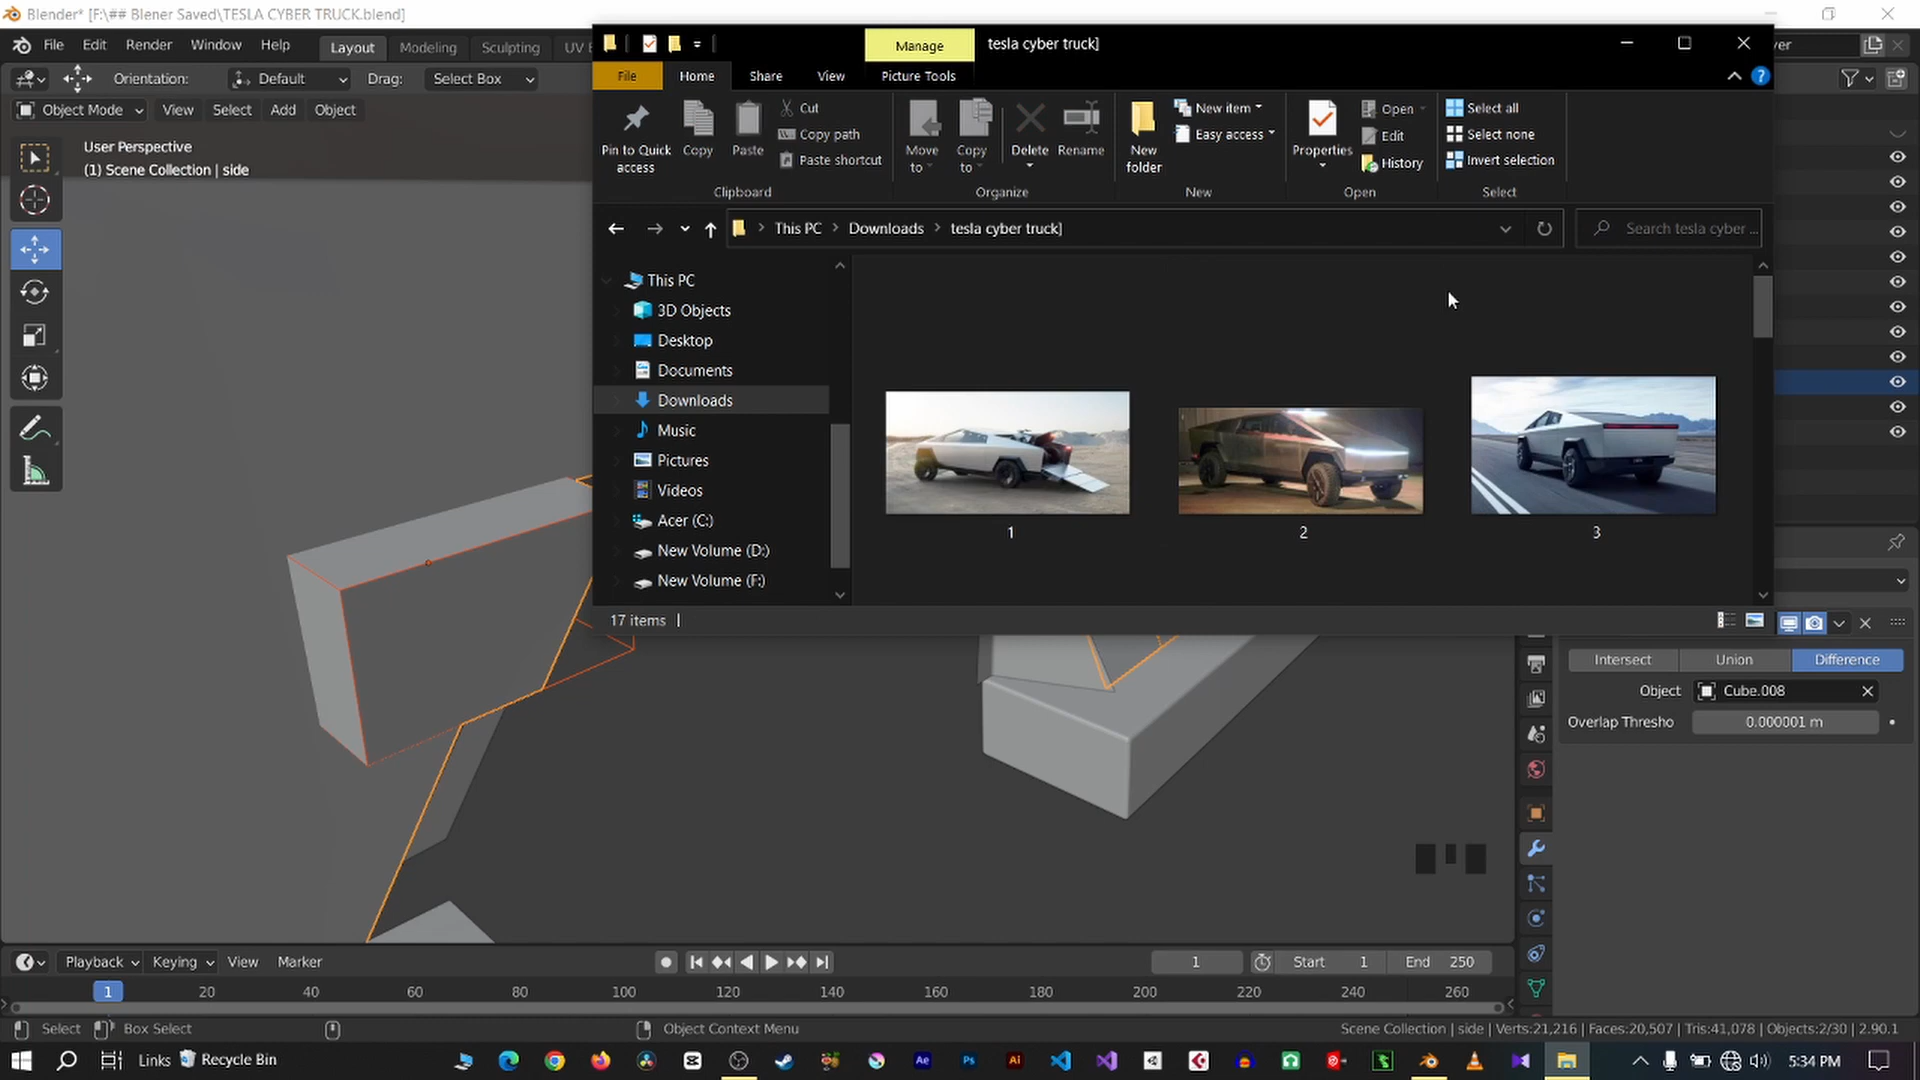 Blender* [F:\## Blener Saved\TESLA CYBER TRUCK.blend]
File Edit Render Window Help Layout Modeling Sculpting UV
Orientation: Default Drag: Select Box
Object Mode View Select Add Object
User Perspective
(1) Scene Collection | side
Manage
tesla cyber truck]
File Home Share View Picture Tools
Pin to Quick access
Copy
Paste
Cut
Copy path
Paste shortcut
Clipboard
Move to
Copy to
Delete
Rename
Organize
New folder
New item
Easy access
New
Properties
Open
Edit
History
Open
Select all
Select none
Invert selection
Select
This PC Downloads tesla cyber truck]
Search tesla cyber ...
This PC
3D Objects
Desktop
Documents
Downloads
Music
Pictures
Videos
Acer (C:)
New Volume (D:)
New Volume (F:)
1 2 3
17 items
Intersect Union Difference
Object Cube.008
Overlap Thresho 0.000001 m
Playback Keying View Marker
1 Start 1 End 250
1 20 40 60 80 100 120 140 160 180 200 220 240 260
Select Box Select Object Context Menu
Scene Collection | side | Verts:21,216 | Faces:20,507 | Tris:41,078 | Objects:2/30 | 2.90.1
Links Recycle Bin
5:34 PM